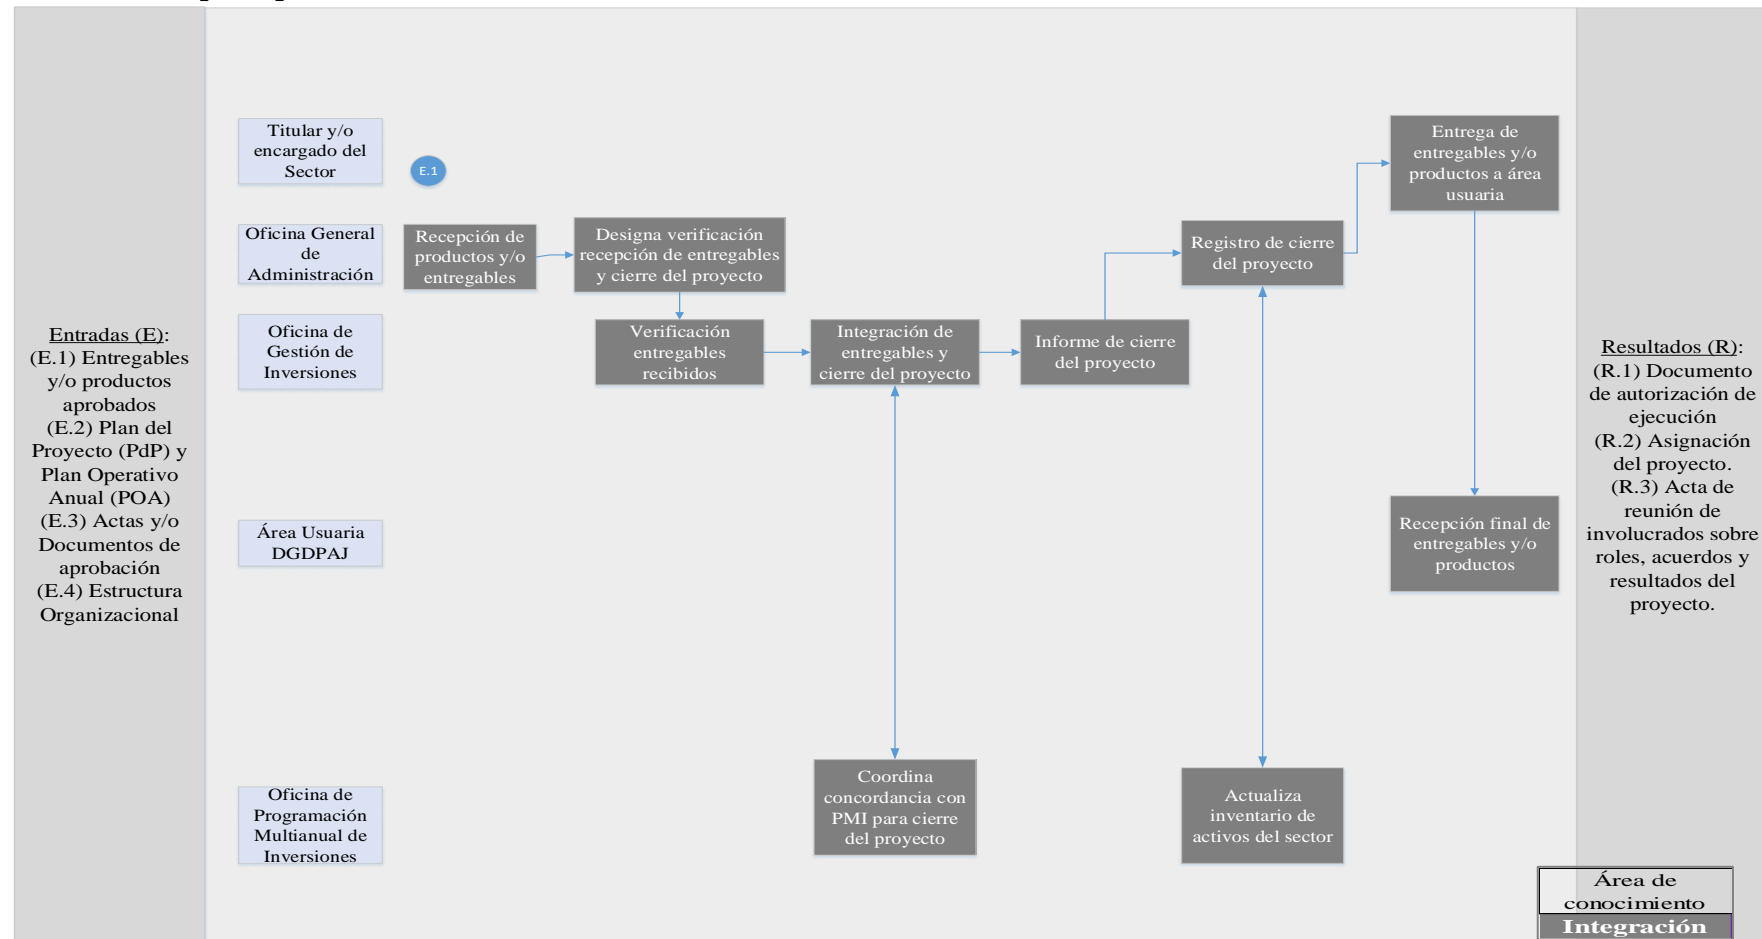 Entradas (E):
(E.1) Entregables
y/o productos
aprobados
(E.2) Plan del
Proyecto (PdP) y
Plan Operativo
Anual (POA)
(E.3) Actas y/o
Documentos de
aprobación
(E.4) Estructura
Organizacional
Titular y/o
encargado del
Sector
E.1
Entrega de
entregables y/o
productos a área
usuaria
Oficina General
de
Administración
Recepción de
productos y/o
entregables
Designa verificación
recepción de entregables
y cierre del proyecto
Registro de cierre
del proyecto
Oficina de
Gestión de
Inversiones
Verificación
entregables
recibidos
Integración de
entregables y
cierre del proyecto
Informe de cierre
del proyecto
Área Usuaria
DGDPAJ
Recepción final de
entregables y/o
productos
Oficina de
Programación
Multianual de
Inversiones
Coordina
concordancia con
PMI para cierre
del proyecto
Actualiza
inventario de
activos del sector
Resultados (R):
(R.1) Documento
de autorización de
ejecución
(R.2) Asignación
del proyecto.
(R.3) Acta de
reunión de
involucrados sobre
roles, acuerdos y
resultados del
proyecto.
Área de
conocimiento
Integración